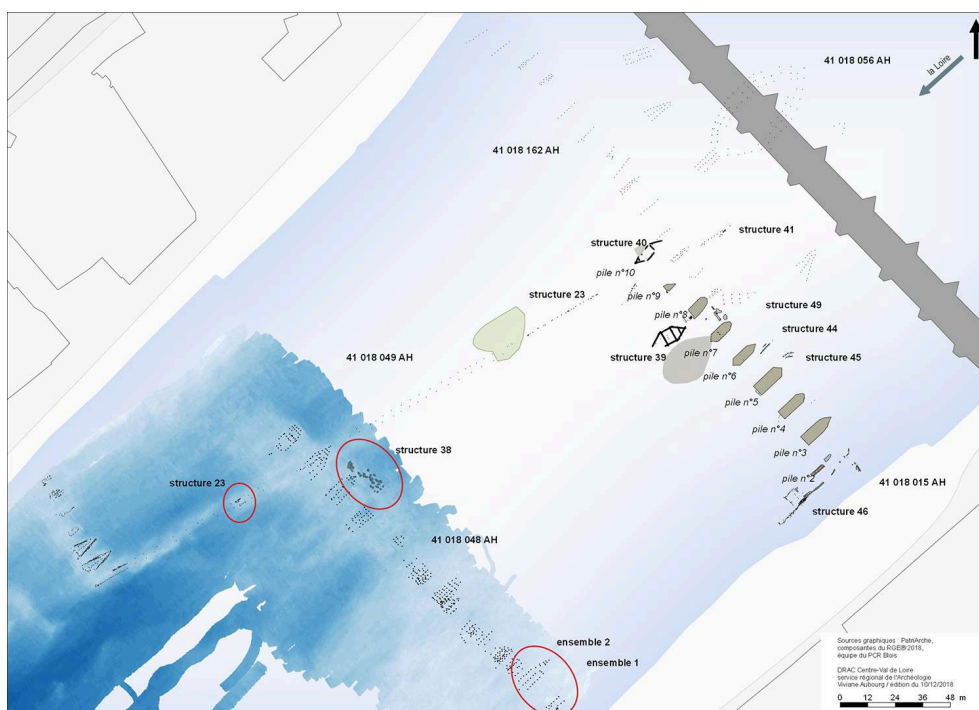 41 018 056 AH
la Loire
41 018 162 AH
structure 40
structure 41
pile n°10
structure 23
pile n°9
structure 49
pile n°8
structure 44
41 018 049 AH
structure 39
pile n°7
structure 45
pile n°6
pile n°5
pile n°4
structure 38
pile n°3
structure 23
pile n°2
41 018 015 AH
structure 46
41 018 048 AH
ensemble 2
ensemble 1
Sources graphiques : PatriArche,
composantes du RGE®2018,
équipe du PCR Blois
DRAC Centre-Val de Loire
service régional de l'Archéologie
Viviane Aubourg / édition du 10/12/2018
0 12 24 36 48 m